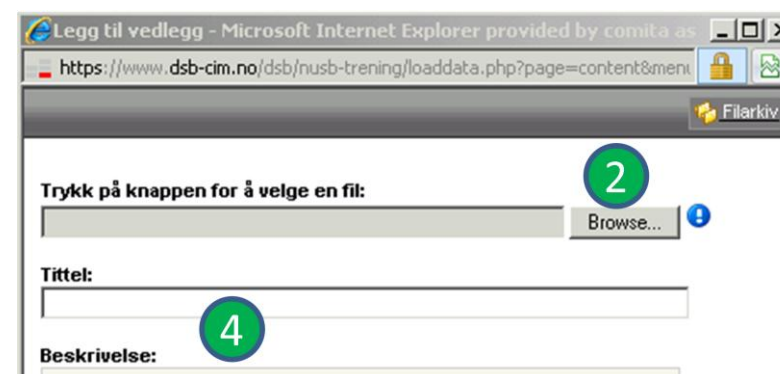 Legg til vedlegg - Microsoft Internet Explorer provided by comita as
https://www.dsb-cim.no/dsb/nusb-trening/loaddata.php?page=content&menu
Filarkiv
2
Trykk på knappen for å velge en fil:
Browse...
Tittel:
4
Beskrivelse: